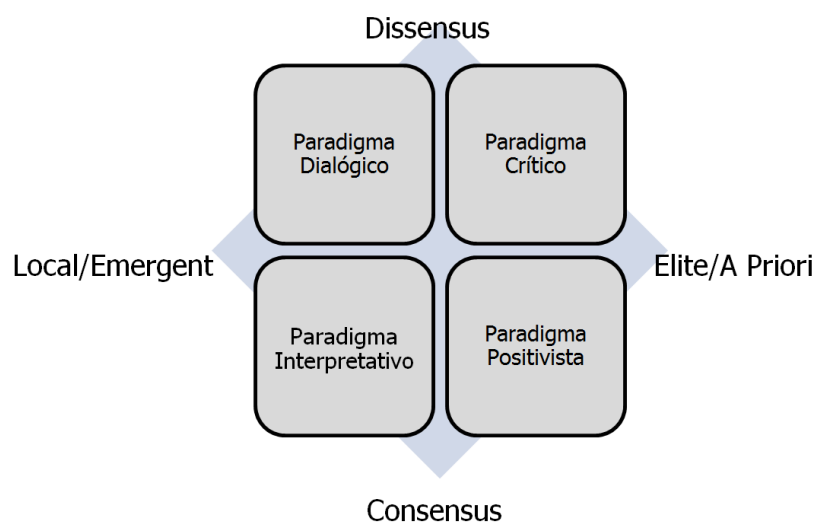 Dissensus
Paradigma
Dialógico
Paradigma
Crítico
Local/Emergent
Elite/A Priori
Paradigma
Interpretativo
Paradigma
Positivista
Consensus